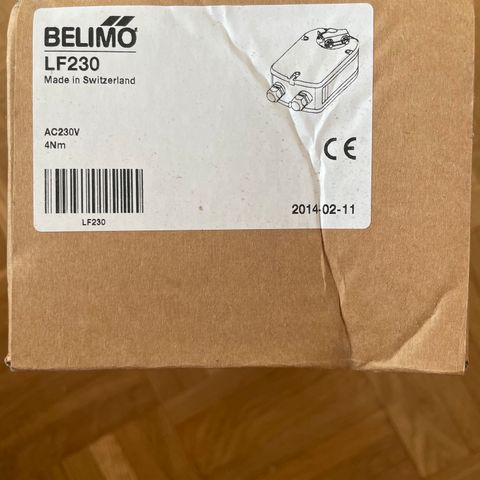 BELIMO
LF230
Made in Switzerland
AC230V
4Nm
CE
LF230
2014-02-11